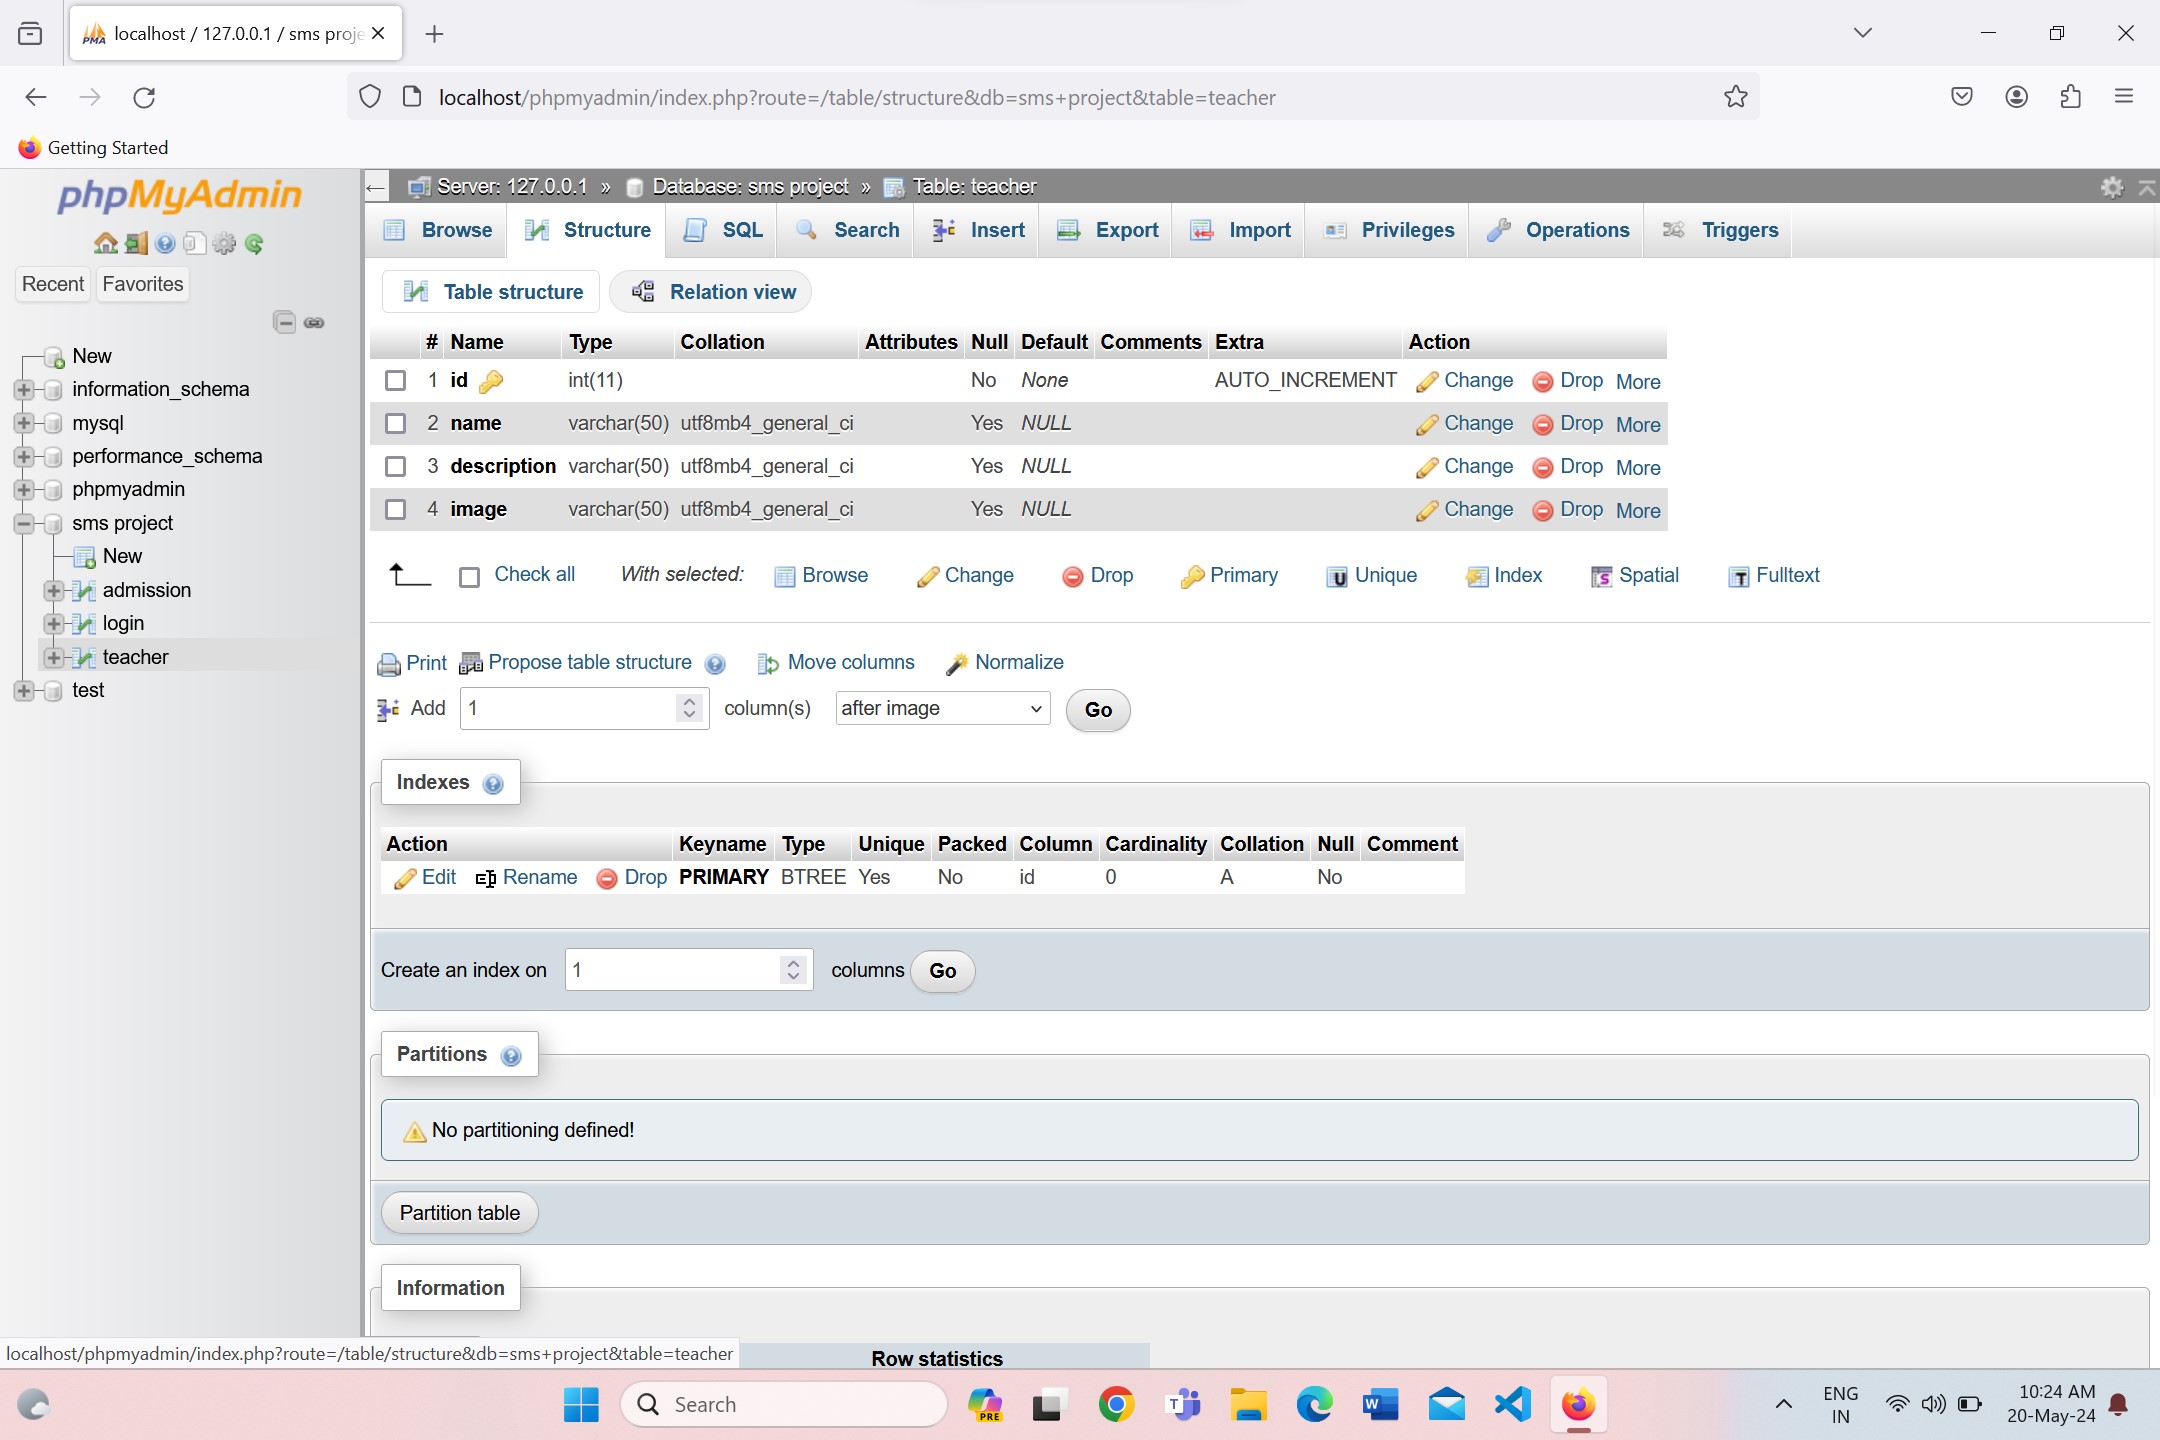 localhost / 127.0.0.1 / sms proje
localhost/phpmyadmin/index.php?route=/table/structure&db=sms+project&table=teacher
Getting Started
phpMyAdmin
Recent Favorites
New
information_schema
mysql
performance_schema
phpmyadmin
sms project
New
admission
login
teacher
test
Server: 127.0.0.1 » Database: sms project » Table: teacher
Browse Structure SQL Search Insert Export Import Privileges Operations Triggers
Table structure Relation view
# Name Type Collation Attributes Null Default Comments Extra Action
1 id int(11) No None AUTO_INCREMENT Change Drop More
2 name varchar(50) utf8mb4_general_ci Yes NULL Change Drop More
3 description varchar(50) utf8mb4_general_ci Yes NULL Change Drop More
4 image varchar(50) utf8mb4_general_ci Yes NULL Change Drop More
Check all With selected: Browse Change Drop Primary Unique Index Spatial Fulltext
Print Propose table structure Move columns Normalize
Add 1 column(s) after image Go
Indexes
Action Keyname Type Unique Packed Column Cardinality Collation Null Comment
Edit Rename Drop PRIMARY BTREE Yes No id 0 A No
Create an index on 1 columns Go
Partitions
No partitioning defined!
Partition table
Information
Row statistics
localhost/phpmyadmin/index.php?route=/table/structure&db=sms+project&table=teacher
Search
PRE
ENG
IN
10:24 AM
20-May-24